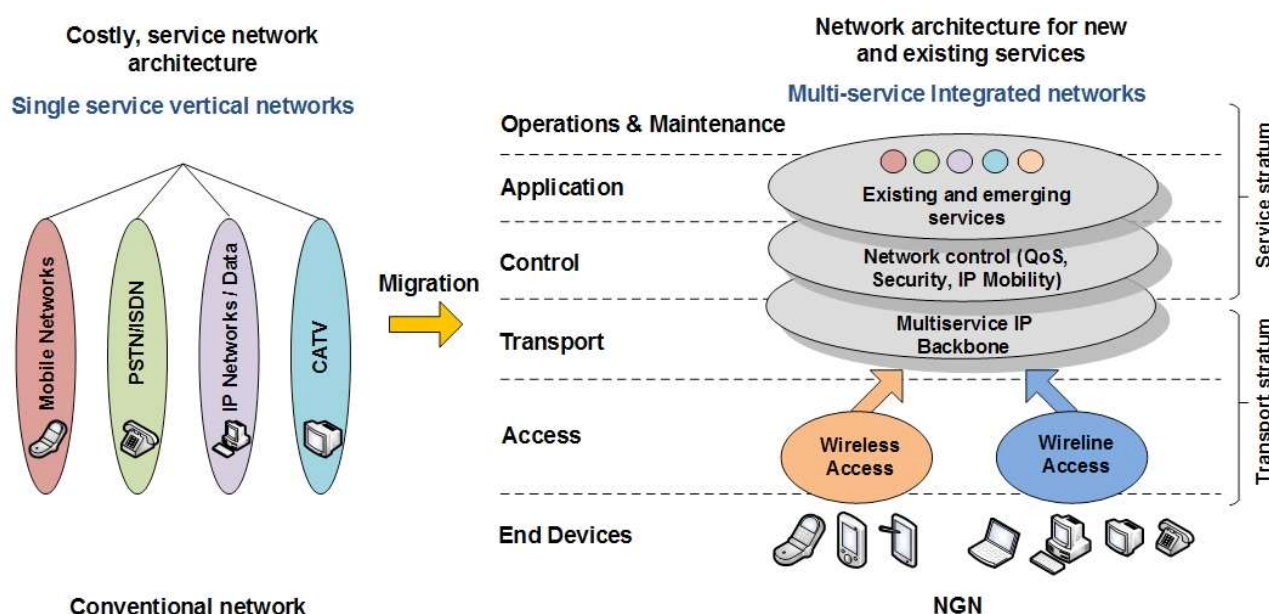 Costly, service network
architecture
Single service vertical networks
Mobile Networks
PSTN/ISDN
IP Networks / Data
CATV
Conventional network
Migration
Network architecture for new
and existing services
Multi-service Integrated networks
Operations & Maintenance
Application
Existing and emerging
services
Control
Network control (QoS,
Security, IP Mobility)
Transport
Multiservice IP
Backbone
Access
Wireless
Access
Wireline
Access
End Devices
Service stratum
Transport stratum
NGN